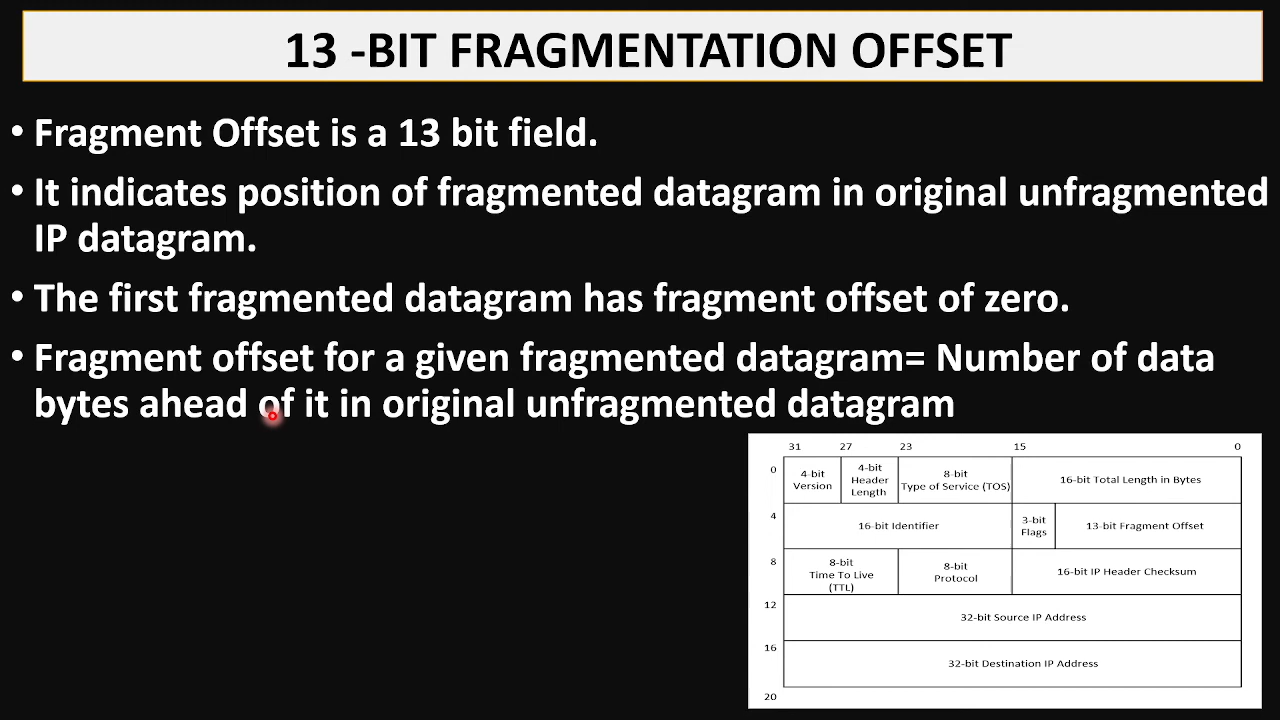 13 -BIT FRAGMENTATION OFFSET
• Fragment Offset is a 13 bit field.
• It indicates position of fragmented datagram in original unfragmented
IP datagram.
• The first fragmented datagram has fragment offset of zero.
• Fragment offset for a given fragmented datagram= Number of data
bytes ahead of it in original unfragmented datagram
31 27 23 15 0
0
4-bit
Version
4-bit
Header
Length
8-bit
Type of Service (TOS)
16-bit Total Length in Bytes
4
16-bit Identifier
3-bit
Flags
13-bit Fragment Offset
8
8-bit
Time To Live
(TTL)
8-bit
Protocol
16-bit IP Header Checksum
12
32-bit Source IP Address
16
32-bit Destination IP Address
20